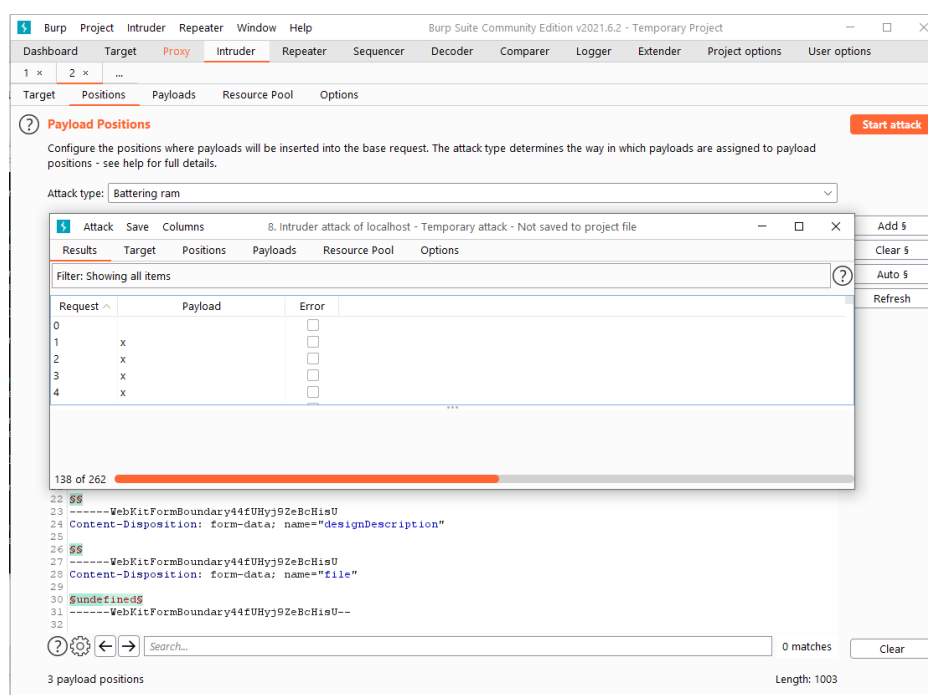 Burp Project Intruder Repeater Window Help Burp Suite Community Edition v2021.6.2 - Temporary Project
Dashboard Target Proxy Intruder Repeater Sequencer Decoder Comparer Logger Extender Project options User options
1 × 2 × ...
Target Positions Payloads Resource Pool Options
? Payload Positions Start attack
Configure the positions where payloads will be inserted into the base request. The attack type determines the way in which payloads are assigned to payload
positions - see help for full details.
Attack type: Battering ram
Attack Save Columns 8. Intruder attack of localhost - Temporary attack - Not saved to project file
Add §
Results Target Positions Payloads Resource Pool Options
Clear §
Filter: Showing all items ?
Auto §
Refresh
Request Payload Error
0
1 x
2 x
3 x
4 x
138 of 262
22 §§
23 ------WebKitFormBoundary44fUHyj9ZeBcHisU
24 Content-Disposition: form-data; name="designDescription"
25
26 §§
27 ------WebKitFormBoundary44fUHyj9ZeBcHisU
28 Content-Disposition: form-data; name="file"
29
30 §undefined§
31 ------WebKitFormBoundary44fUHyj9ZeBcHisU--
32
? Search... 0 matches Clear
3 payload positions Length: 1003